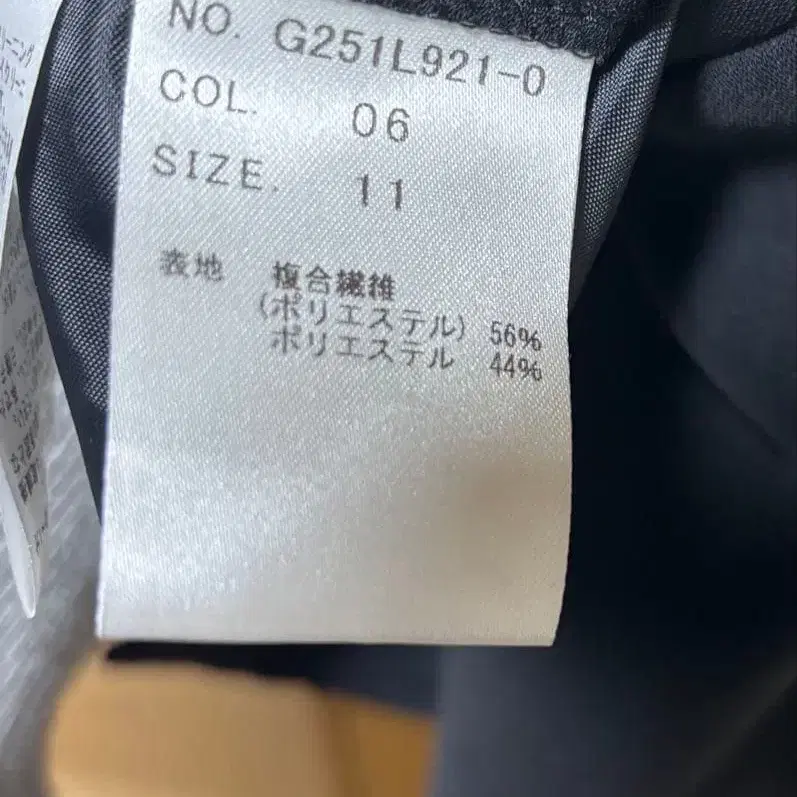 NO. G251L921-0
COL. 06
SIZE. 11
表地 複合繊維
(ポリエステル) 56%
ポリエステル 44%